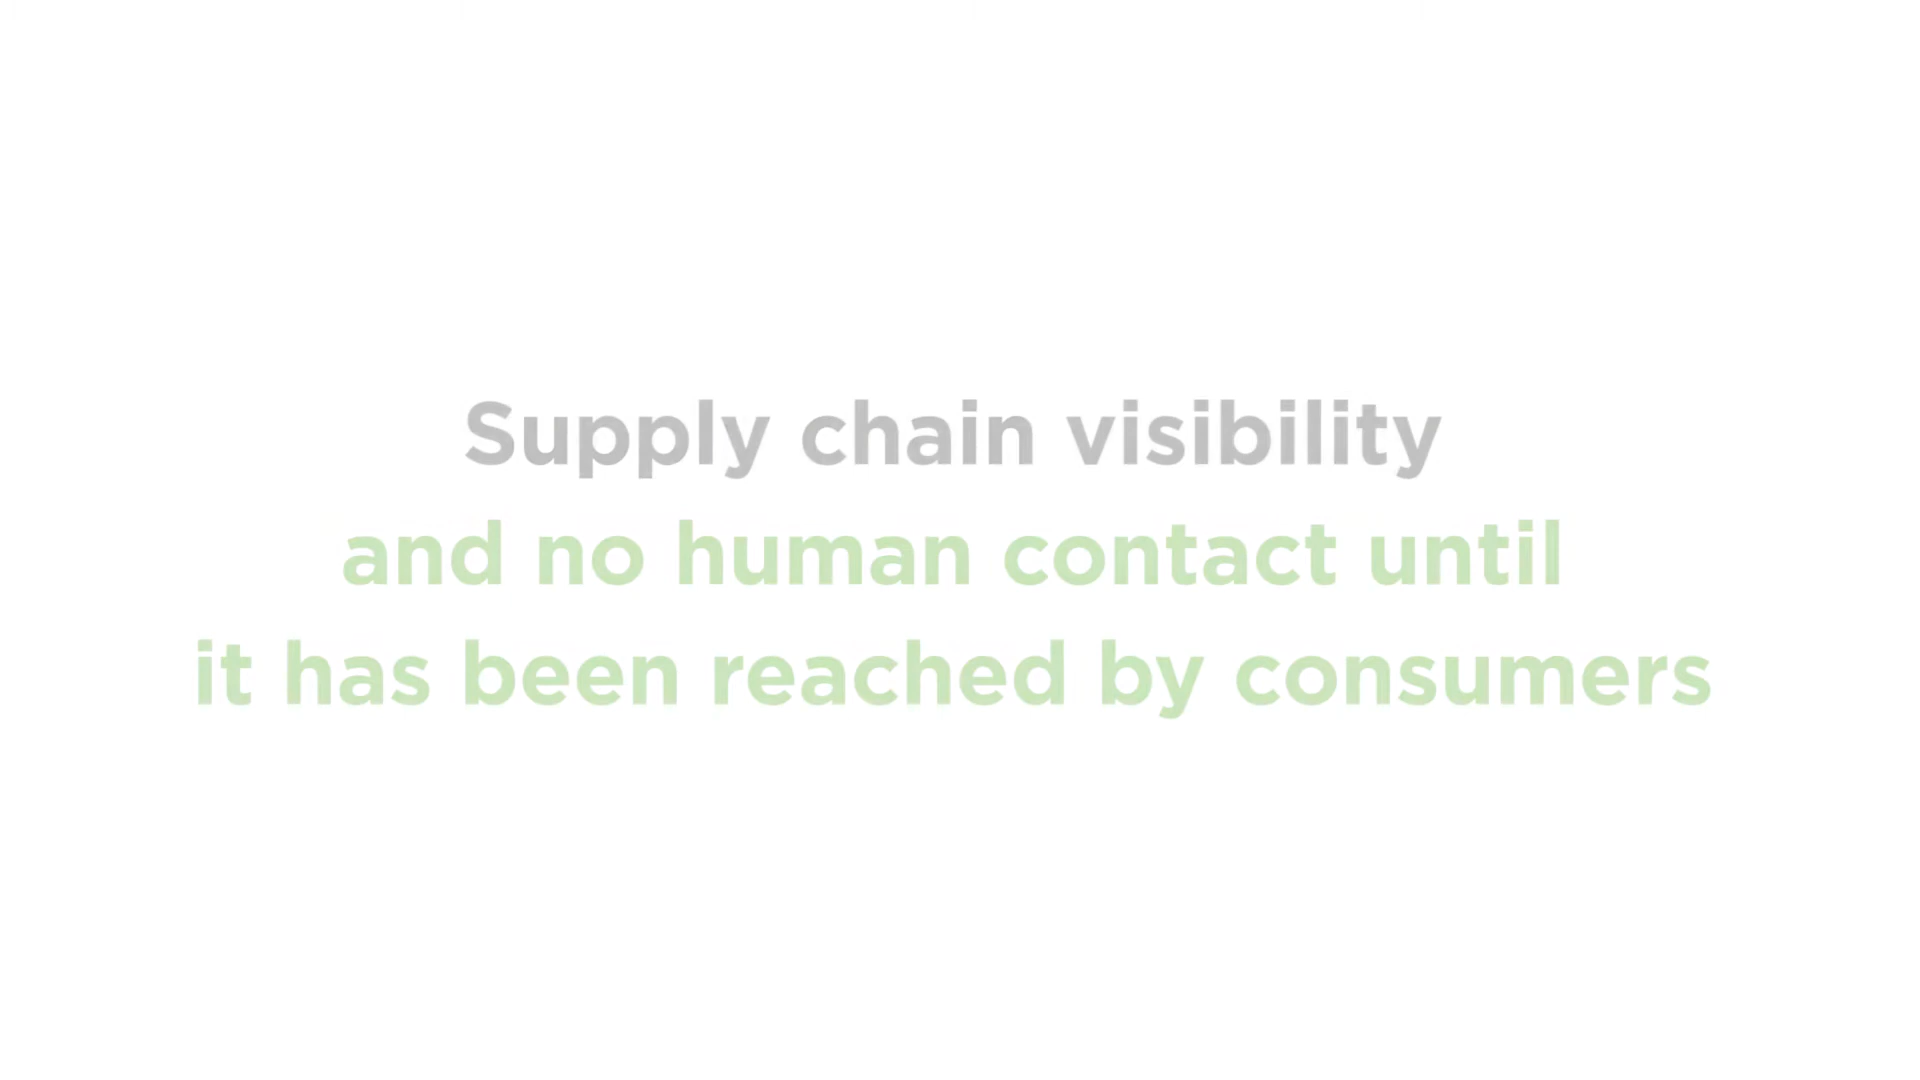 Supply chain visibility
and no human contact until
it has been reached by consumers